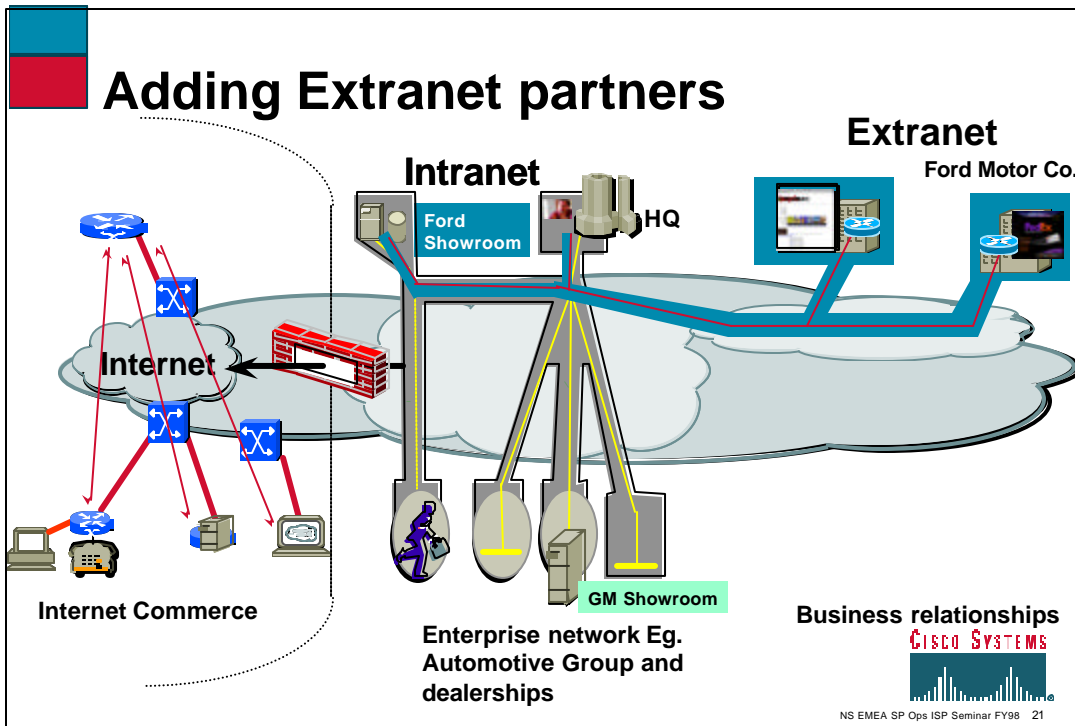 Adding Extranet partners
Extranet
Ford Motor Co.
Intranet
Ford
Showroom
HQ
Internet
GM Showroom
Internet Commerce
Enterprise network Eg.
Automotive Group and
dealerships
Business relationships
CISCO SYSTEMS
NS EMEA SP Ops ISP Seminar FY98 21